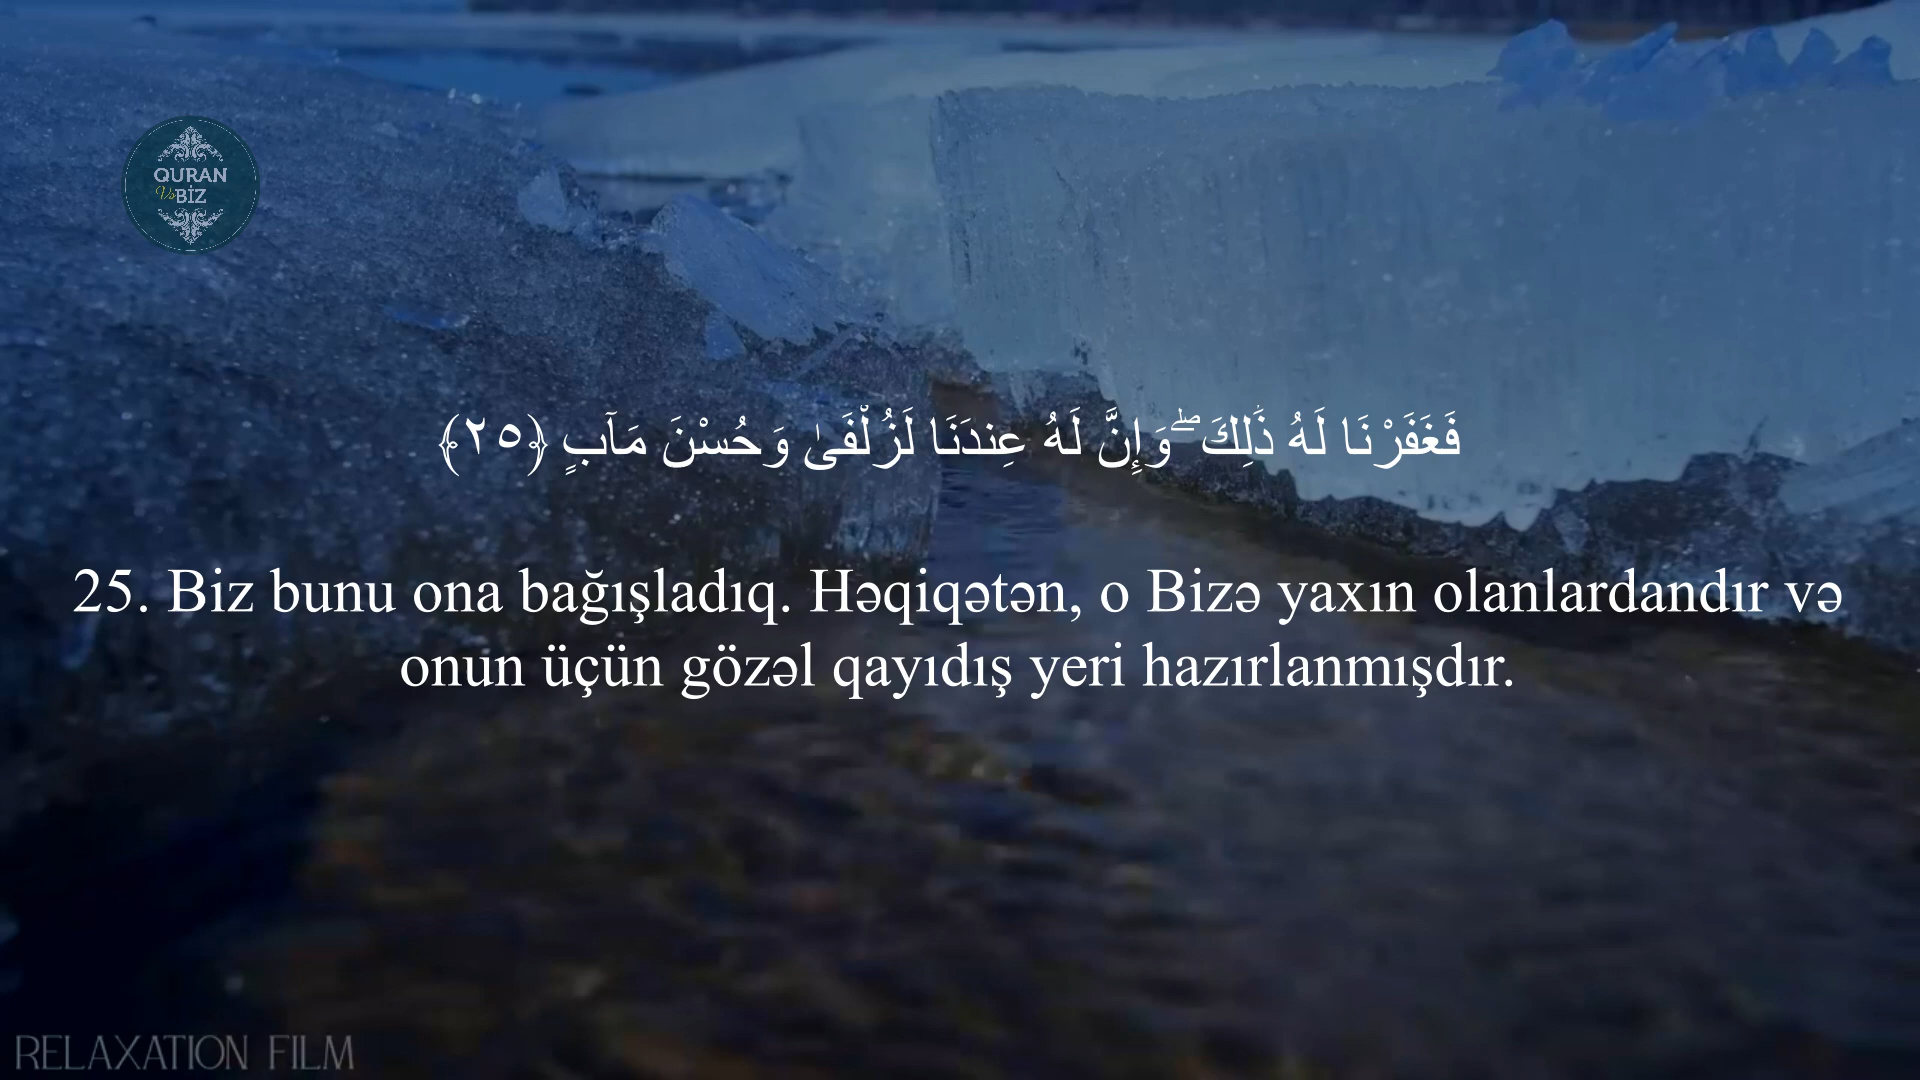 QURAN
Və BİZ
فَغَفَرْنَا لَهُ ذَٰلِكَ ۖ وَإِنَّ لَهُ عِندَنَا لَزُلْفَىٰ وَحُسْنَ مَآبٍ ﴿٢٥﴾
25. Biz bunu ona bağışladıq. Həqiqətən, o Bizə yaxın olanlardandır və
onun üçün gözəl qayıdış yeri hazırlanmışdır.
RELAXATION FILM